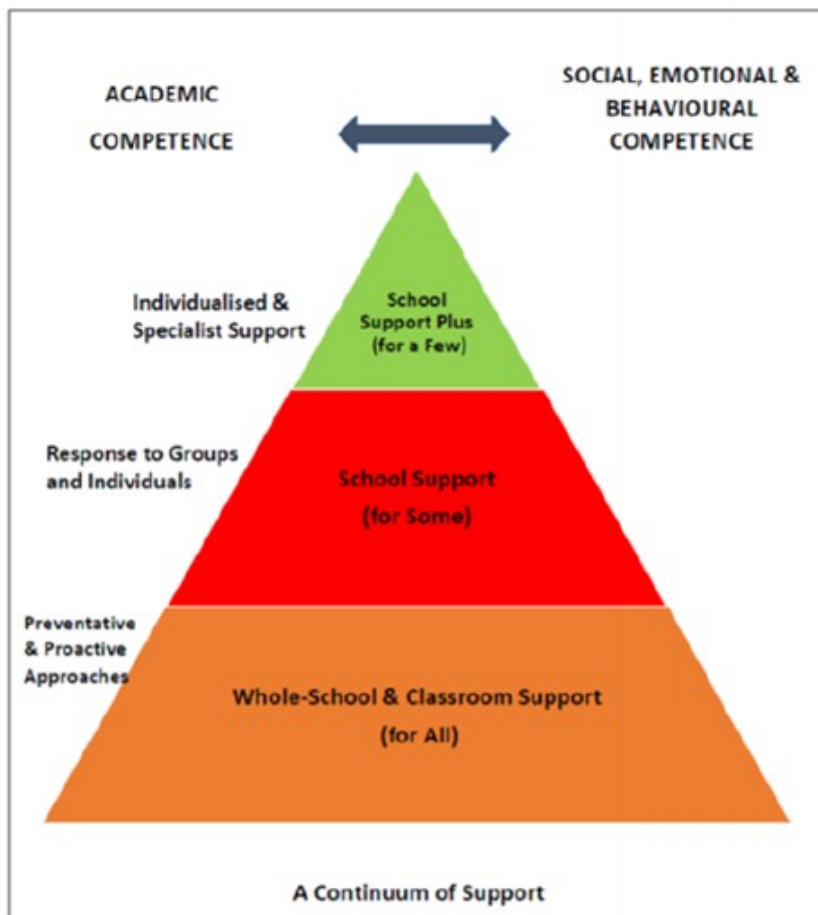 ACADEMIC
COMPETENCE
SOCIAL, EMOTIONAL &
BEHAVIOURAL
COMPETENCE
Individualised &
Specialist Support
School
Support Plus
(for a Few)
Response to Groups
and Individuals
School Support
(for Some)
Preventative
& Proactive
Approaches
Whole-School & Classroom Support
(for All)
A Continuum of Support